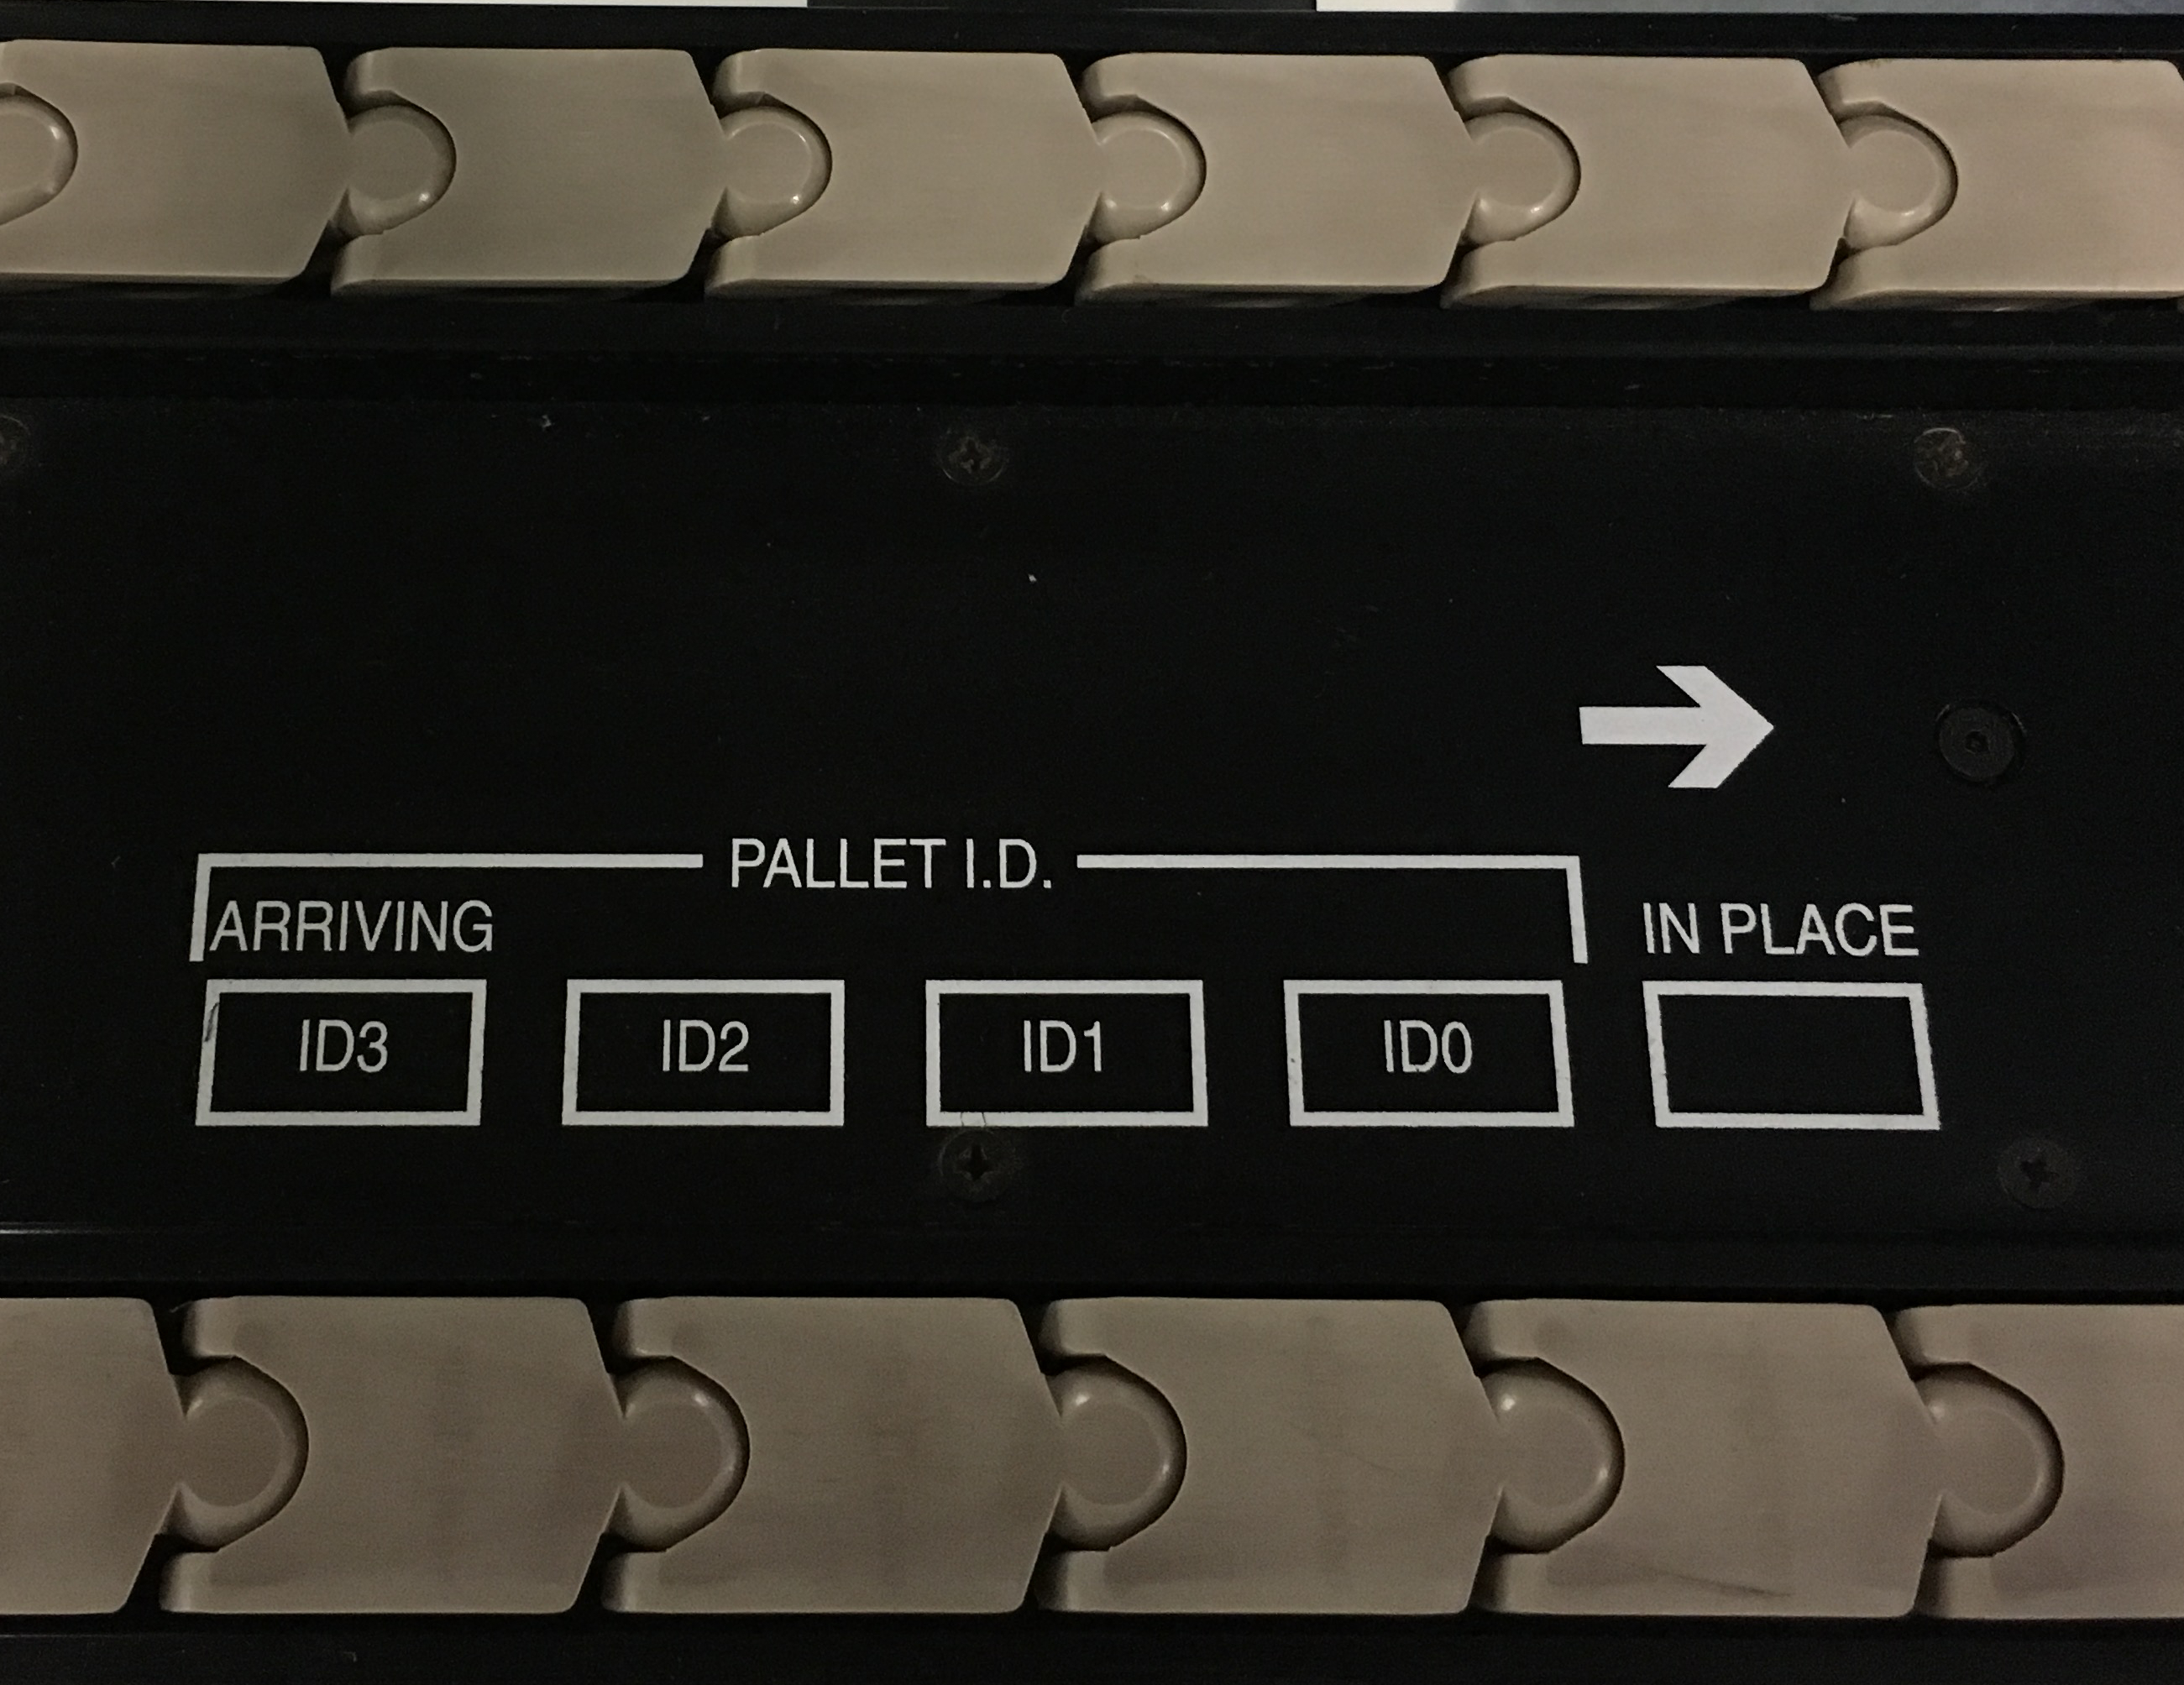 PALLET I.D.
ARRIVING
IN PLACE
ID3
ID2
ID1
ID0